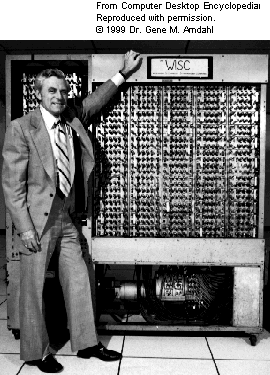 From Computer Desktop Encyclopedia
Reproduced with permission.
© 1999 Dr. Gene M. Amdahl
WISC